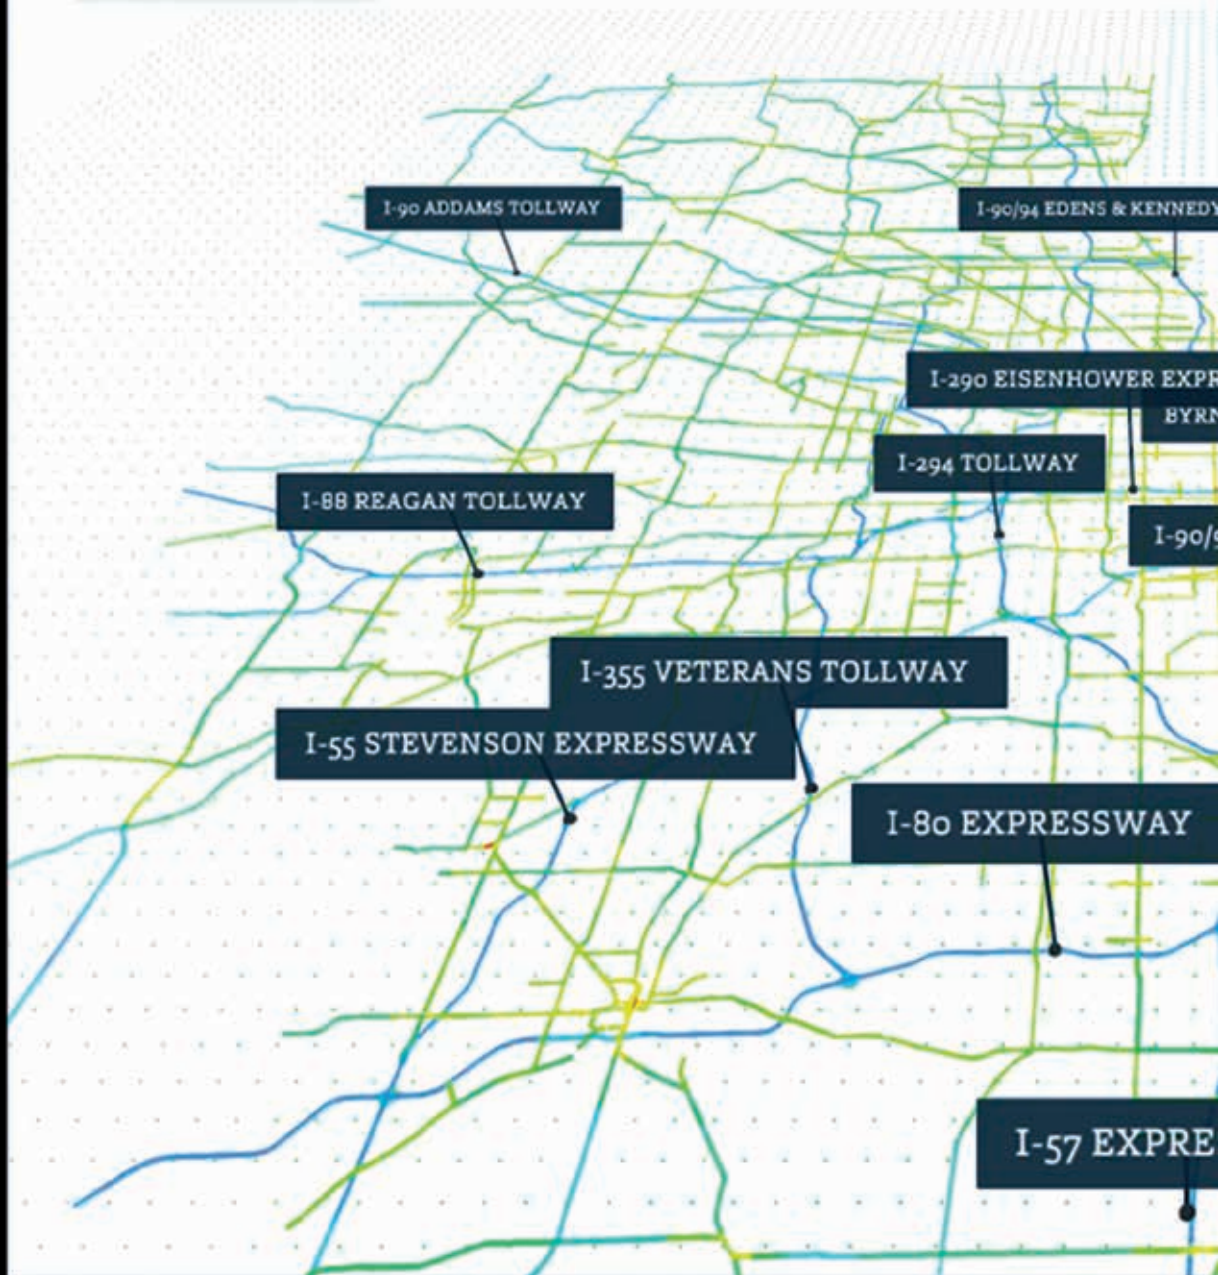 I-90 ADDAMS TOLLWAY
I-90/94 EDENS & KENNEDY
I-290 EISENHOWER EXPR
BYRN
I-294 TOLLWAY
I-88 REAGAN TOLLWAY
I-90/9
I-355 VETERANS TOLLWAY
I-55 STEVENSON EXPRESSWAY
I-80 EXPRESSWAY
I-57 EXPRE